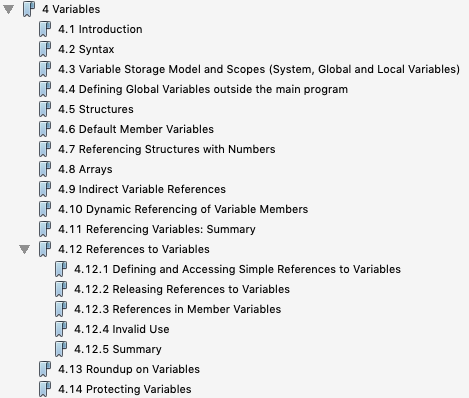 4 Variables
4.1 Introduction
4.2 Syntax
4.3 Variable Storage Model and Scopes (System, Global and Local Variables)
4.4 Defining Global Variables outside the main program
4.5 Structures
4.6 Default Member Variables
4.7 Referencing Structures with Numbers
4.8 Arrays
4.9 Indirect Variable References
4.10 Dynamic Referencing of Variable Members
4.11 Referencing Variables: Summary
4.12 References to Variables
4.12.1 Defining and Accessing Simple References to Variables
4.12.2 Releasing References to Variables
4.12.3 References in Member Variables
4.12.4 Invalid Use
4.12.5 Summary
4.13 Roundup on Variables
4.14 Protecting Variables